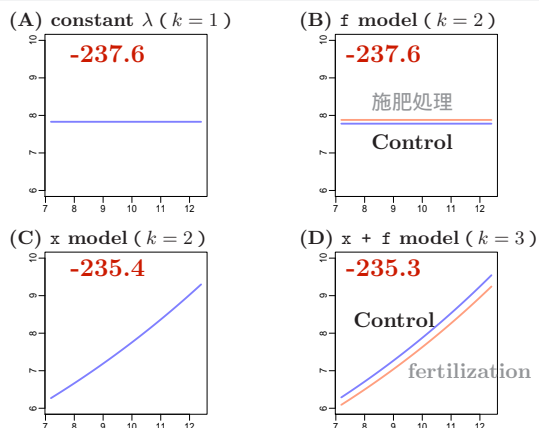 (A) constant λ (k = 1)
-237.6
10
9
8
7
6
7 8 9 10 11 12
(B) f model (k = 2)
-237.6
施肥処理
Control
10
9
8
7
6
7 8 9 10 11 12
(C) x model (k = 2)
-235.4
10
9
8
7
6
7 8 9 10 11 12
(D) x + f model (k = 3)
-235.3
Control
fertilization
10
9
8
7
6
7 8 9 10 11 12